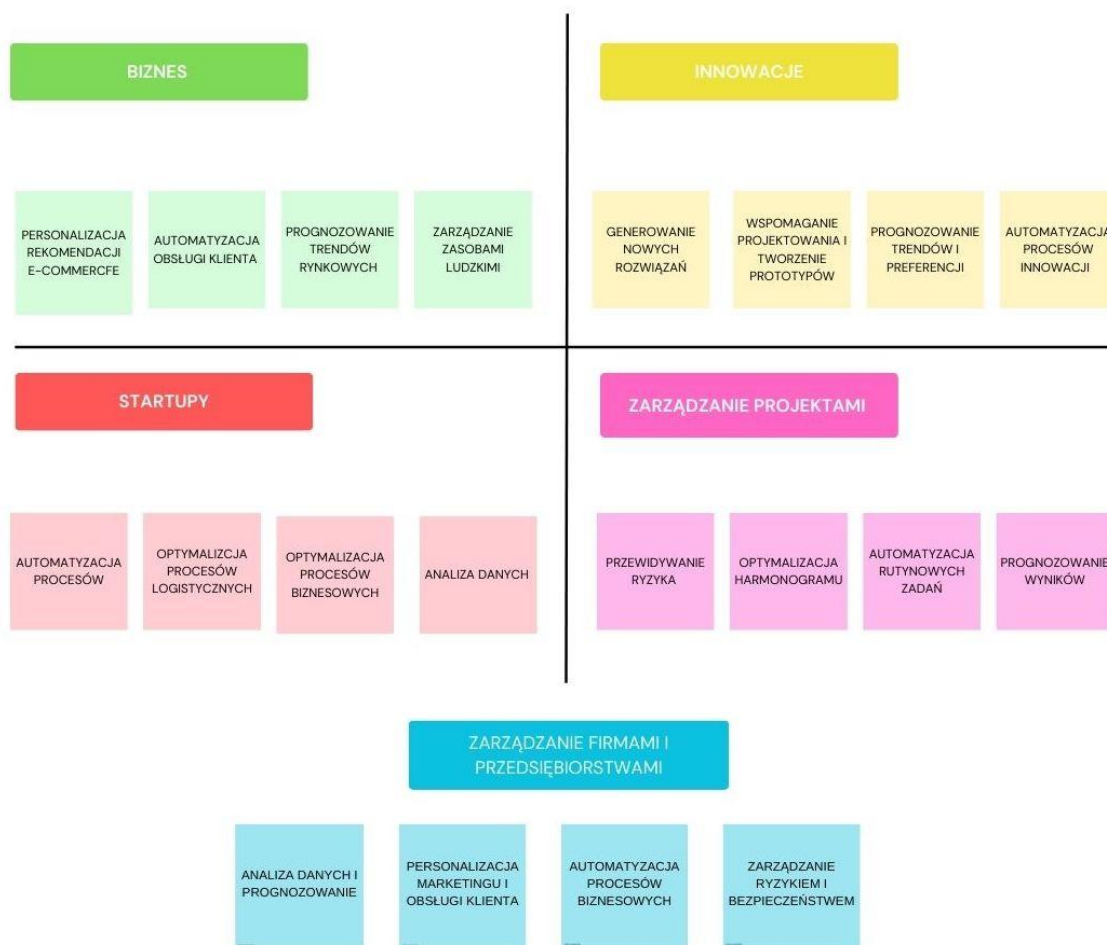 BIZNES
INNOWACJE
PERSONALIZACJA
REKOMENDACJI
E-COMMERCFE
AUTOMATYZACJA
OBSŁUGI KLIENTA
PROGNOZOWANIE
TRENDÓW
RYNKOWYCH
ZARZĄDZANIE
ZASOBAMI
LUDZKIMI
GENEROWANIE
NOWYCH
ROZWIĄZAŃ
WSPOMAGANIE
PROJEKTOWANIA I
TWORZENIE
PROTOTYPÓW
PROGNOZOWANIE
TRENDÓW I
PREFERENCJI
AUTOMATYZACJA
PROCESÓW
INNOWACJI
STARTUPY
ZARZĄDZANIE PROJEKTAMI
AUTOMATYZACJA
PROCESÓW
OPTYMALIZCJA
PROCESÓW
LOGISTYCZNYCH
OPTYMALIZACJA
PROCESÓW
BIZNESOWYCH
ANALIZA DANYCH
PRZEWIDYWANIE
RYZYKA
OPTYMALIZACJA
HARMONOGRAMU
AUTOMATYZACJA
RUTYNOWYCH
ZADAŃ
PROGNOZOWANIE
WYNIKÓW
ZARZĄDZANIE FIRMAMI I
PRZEDSIĘBIORSTWAMI
ANALIZA DANYCH I
PROGNOZOWANIE
PERSONALIZACJA
MARKETINGU I
OBSŁUGI KLIENTA
AUTOMATYZACJA
PROCESÓW
BIZNESOWYCH
ZARZĄDZANIE
RYZYKIEM I
BEZPIECZEŃSTWEM